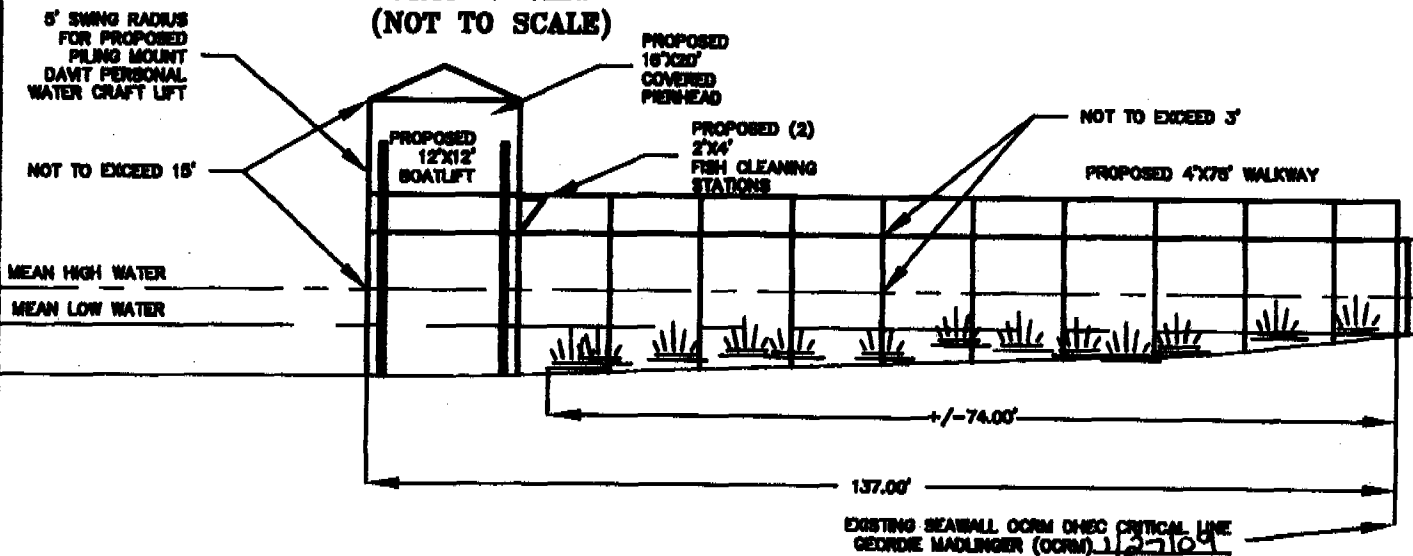 (NOT TO SCALE)
5' SWING RADIUS
FOR PROPOSED
PILING MOUNT
DAVIT PERSONAL
WATER CRAFT LIFT
PROPOSED
16'X20'
COVERED
PIERHEAD
NOT TO EXCEED 15'
PROPOSED
12'X12'
BOATLIFT
PROPOSED (2)
2'X4'
FISH CLEANING
STATIONS
NOT TO EXCEED 3'
PROPOSED 4'X76' WALKWAY
MEAN HIGH WATER
MEAN LOW WATER
+/-74.00'
137.00'
EXISTING SEAWALL OCRM DHEC CRITICAL LINE
GEORDIE MADLINGER (OCRM)